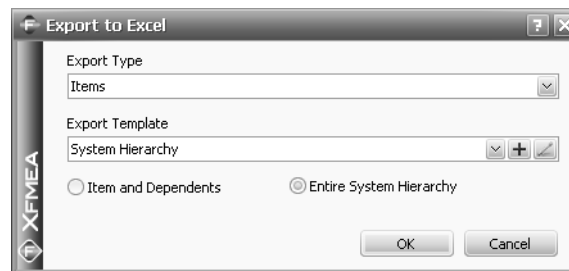 Export to Excel
Export Type
Items
Export Template
System Hierarchy
Item and Dependents
Entire System Hierarchy
OK
Cancel
XFMEA